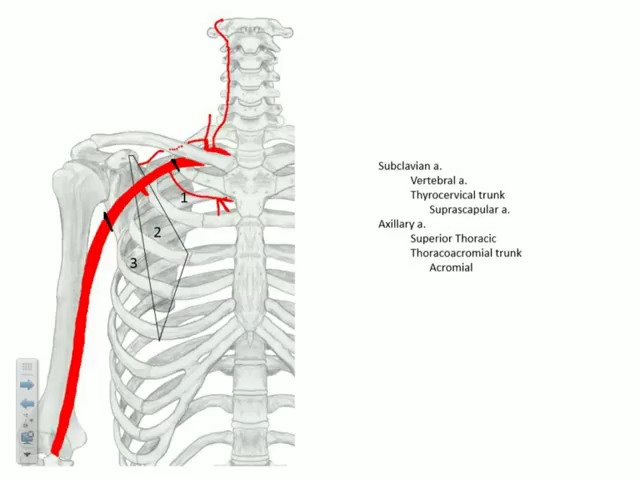 Subclavian a.
Vertebral a.
Thyrocervical trunk
Suprascapular a.
Axillary a.
Superior Thoracic
Thoracoacromial trunk
Acromial
1
2
3